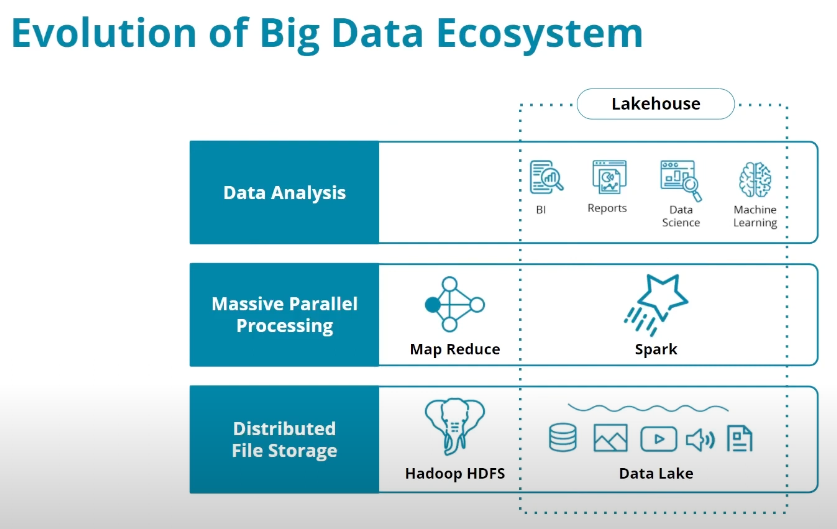 Evolution of Big Data Ecosystem
Lakehouse
Data Analysis
BI
Reports
Data
Science
Machine
Learning
Massive Parallel
Processing
Map Reduce
Spark
Distributed
File Storage
Hadoop HDFS
Data Lake